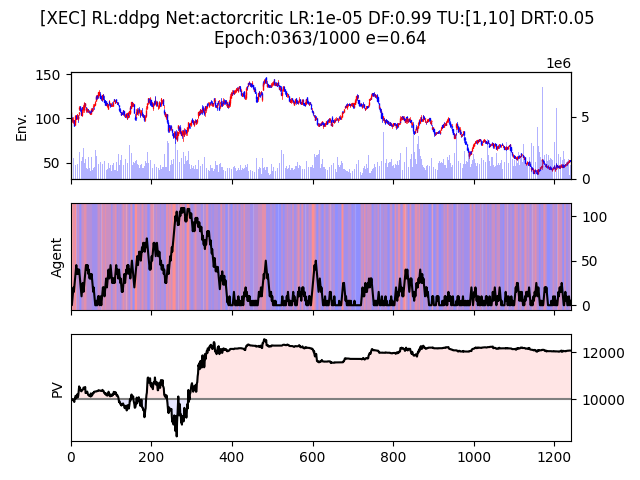 [XEC] RL:ddpg Net:actorcritic LR:1e-05 DF:0.99 TU:[1,10] DRT:0.05
Epoch:0363/1000 e=0.64
1e6
150
100
50
Env.
5
0
Agent
100
50
0
PV
12000
10000
0
200
400
600
800
1000
1200